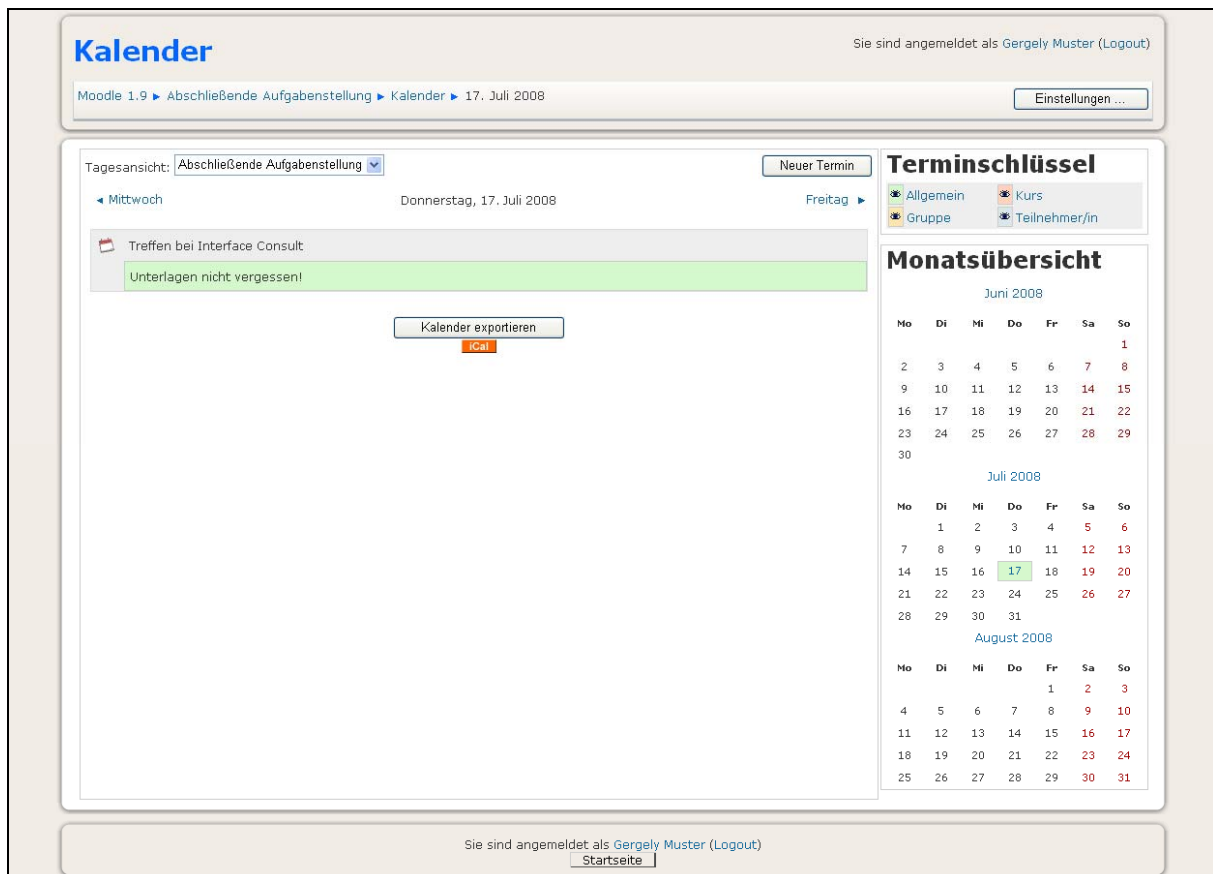 Kalender
Sie sind angemeldet als Gergely Muster (Logout)
Moodle 1.9 ► Abschließende Aufgabenstellung ► Kalender ► 17. Juli 2008
Einstellungen ...
Tagesansicht: Abschließende Aufgabenstellung
Neuer Termin
◄ Mittwoch Donnerstag, 17. Juli 2008 Freitag ►
Treffen bei Interface Consult
Unterlagen nicht vergessen!
Kalender exportieren
iCal
Terminschlüssel
Allgemein Kurs
Gruppe Teilnehmer/in
Monatsübersicht
Juni 2008
Mo Di Mi Do Fr Sa So
1
2 3 4 5 6 7 8
9 10 11 12 13 14 15
16 17 18 19 20 21 22
23 24 25 26 27 28 29
30
Juli 2008
Mo Di Mi Do Fr Sa So
1 2 3 4 5 6
7 8 9 10 11 12 13
14 15 16 17 18 19 20
21 22 23 24 25 26 27
28 29 30 31
August 2008
Mo Di Mi Do Fr Sa So
1 2 3
4 5 6 7 8 9 10
11 12 13 14 15 16 17
18 19 20 21 22 23 24
25 26 27 28 29 30 31
Sie sind angemeldet als Gergely Muster (Logout)
Startseite